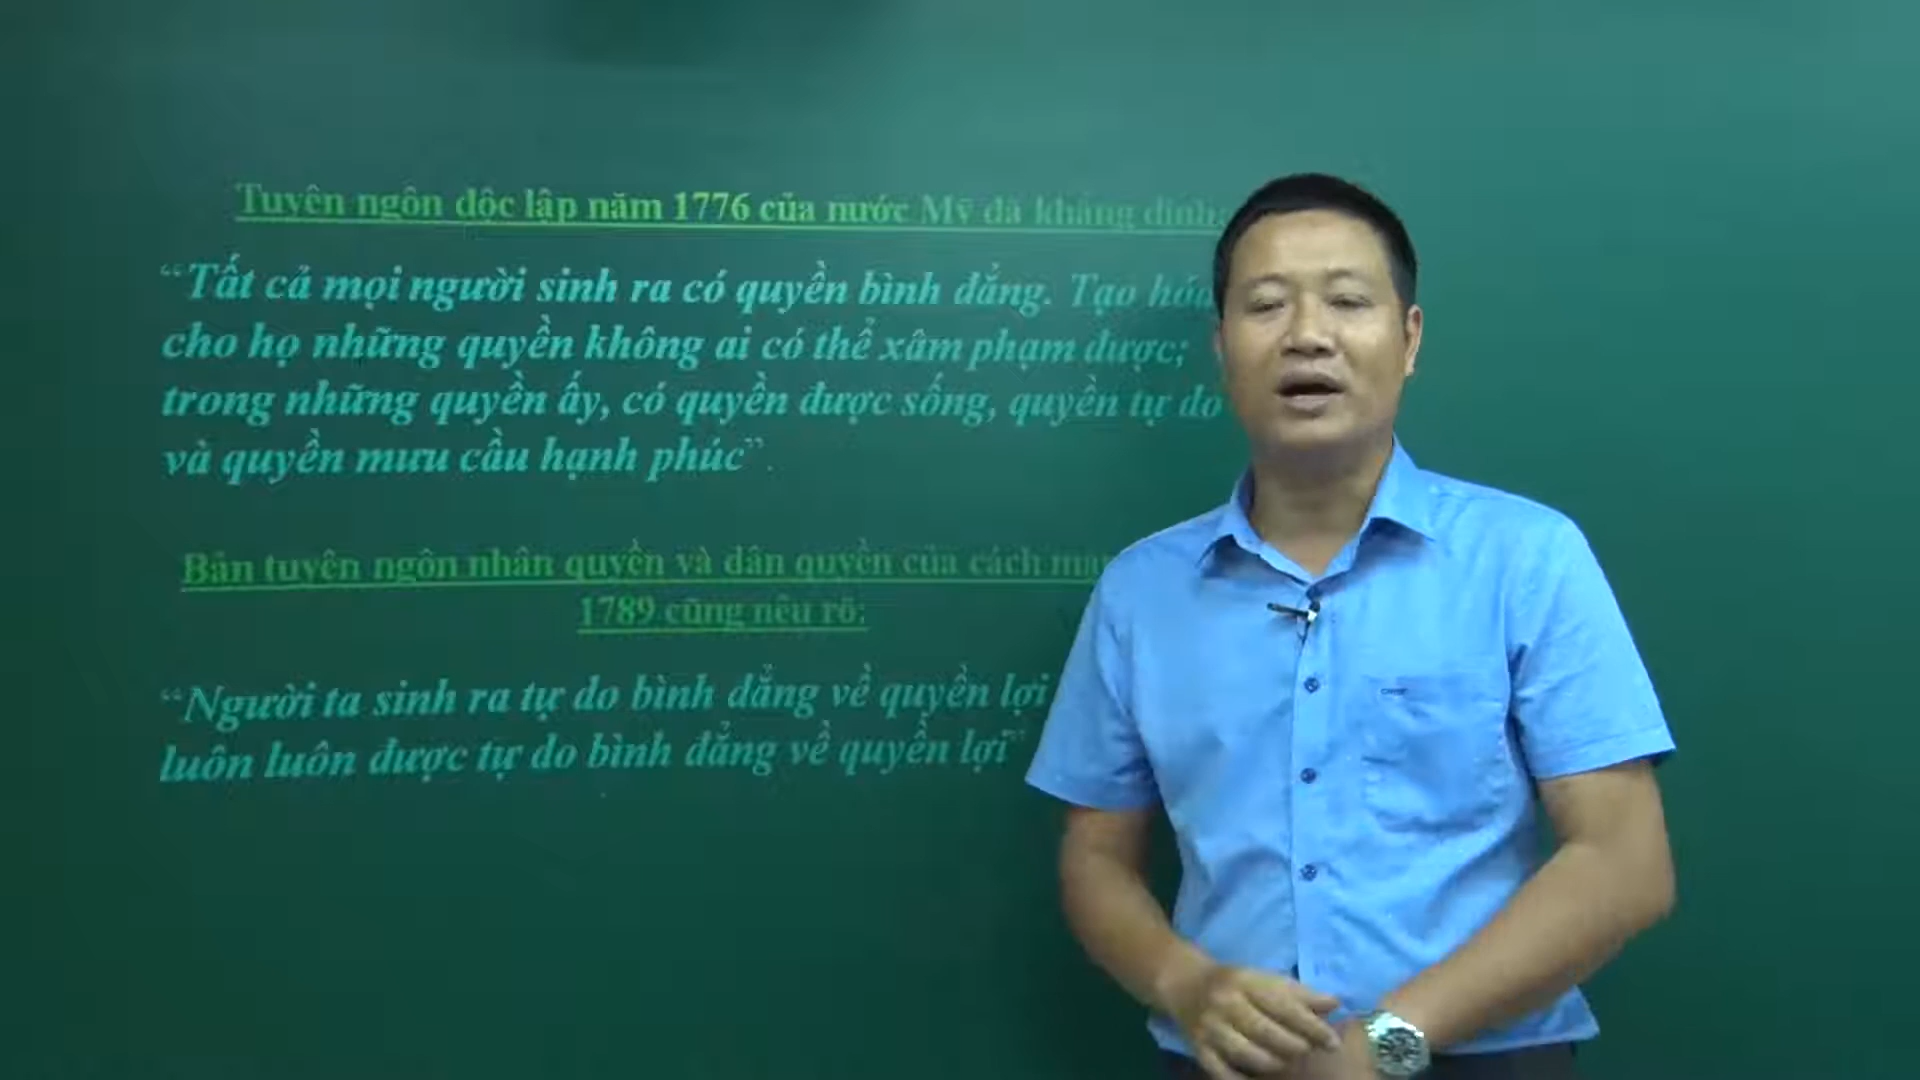 Tuyên ngôn độc lập năm 1776 của nước Mỹ đã khẳng định:
“Tất cả mọi người sinh ra có quyền bình đẳng. Tạo hóa
cho họ những quyền không ai có thể xâm phạm được;
trong những quyền ấy, có quyền được sống, quyền tự do
và quyền mưu cầu hạnh phúc”.
Bản tuyên ngôn nhân quyền và dân quyền của cách
1789 cũng nêu rõ:
“Người ta sinh ra tự do bình đẳng về quyền lợi
luôn luôn được tự do bình đẳng về quyền lợi”